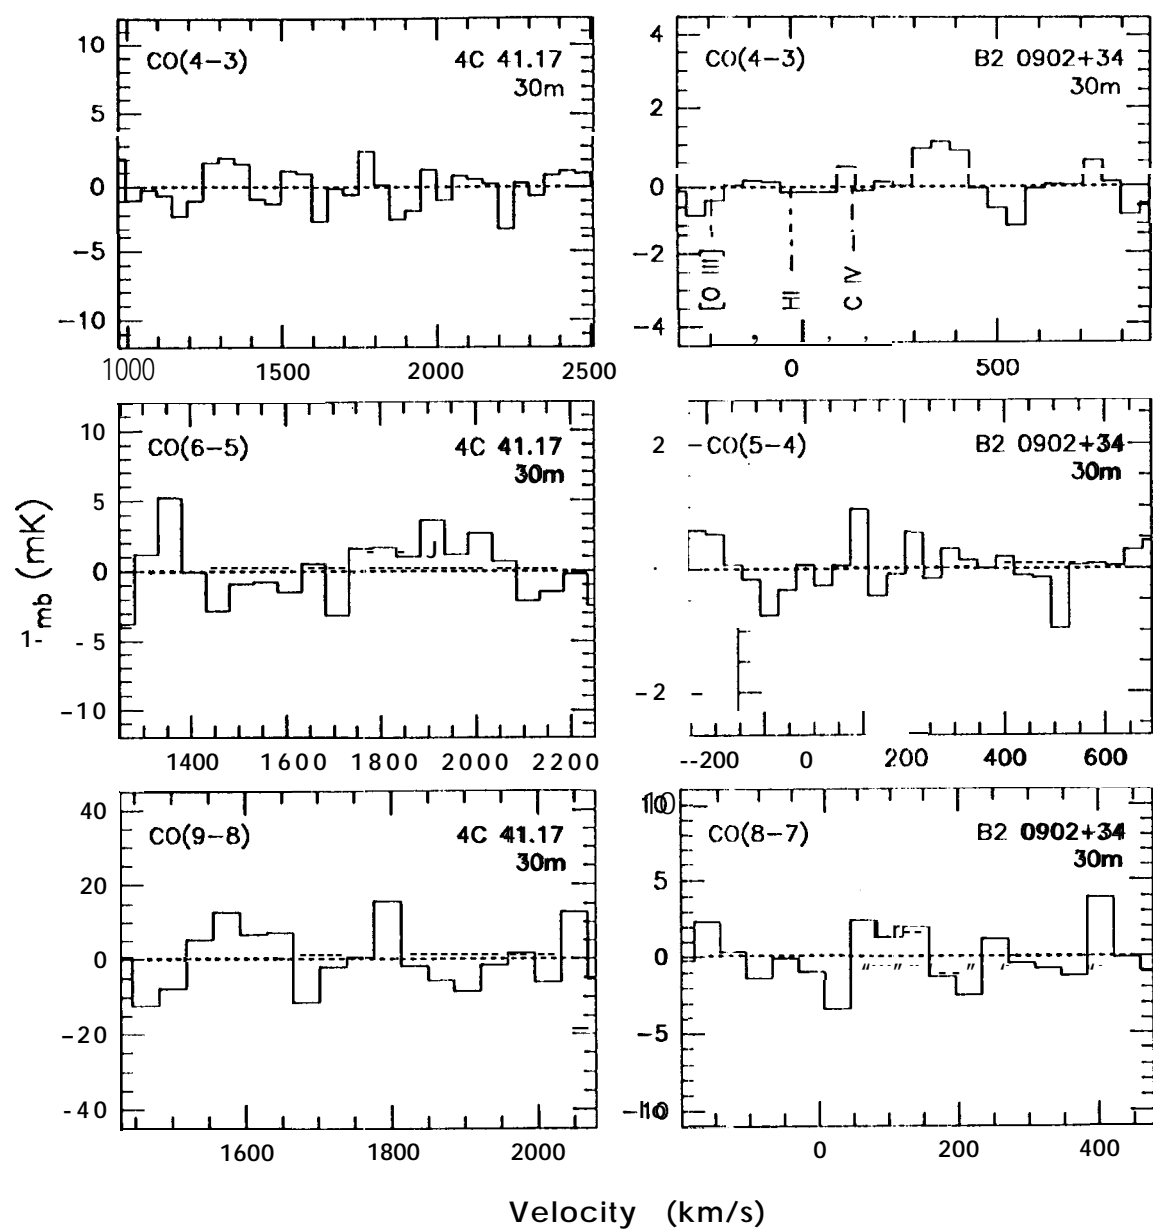 CO(4-3) 4C 41.17
30m
10
5
0
-5
-10
1000 1500 2000 2500
CO(4-3) B2 0902+34
30m
4
2
0
-2
-4
[O III] HI C IV
0 500
CO(6-5) 4C 41.17
30m
10
5
0
-5
-10
1400 1600 1800 2000 2200
CO(5-4) B2 0902+34
30m
2
-2
-200 0 200 400 600
mb (mK)
CO(9-8) 4C 41.17
30m
40
20
0
-20
-40
1600 1800 2000
CO(8-7) B2 0902+34
30m
10
5
0
-5
-10
0 200 400
Velocity (km/s)